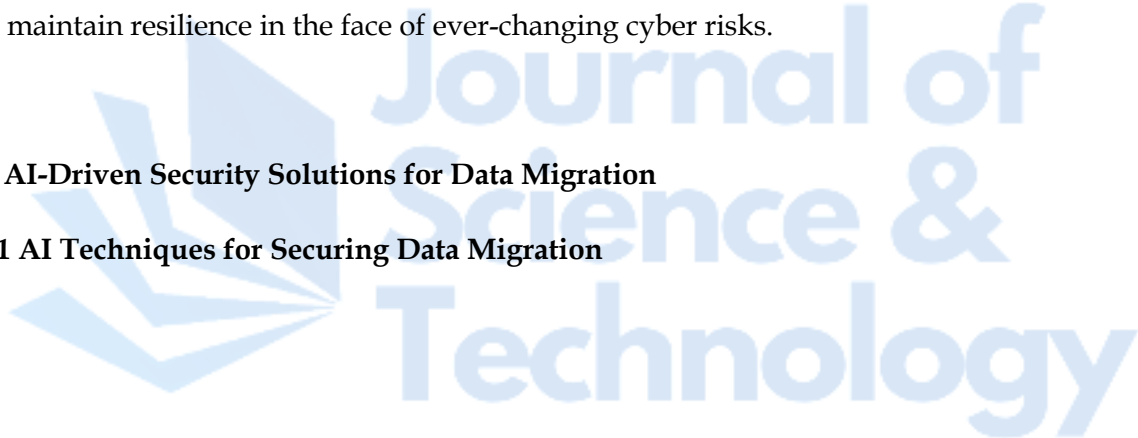 maintain resilience in the face of ever-changing cyber risks.
Journal of
AI-Driven Security Solutions for Data Migration
Science &
1 AI Techniques for Securing Data Migration
Technology